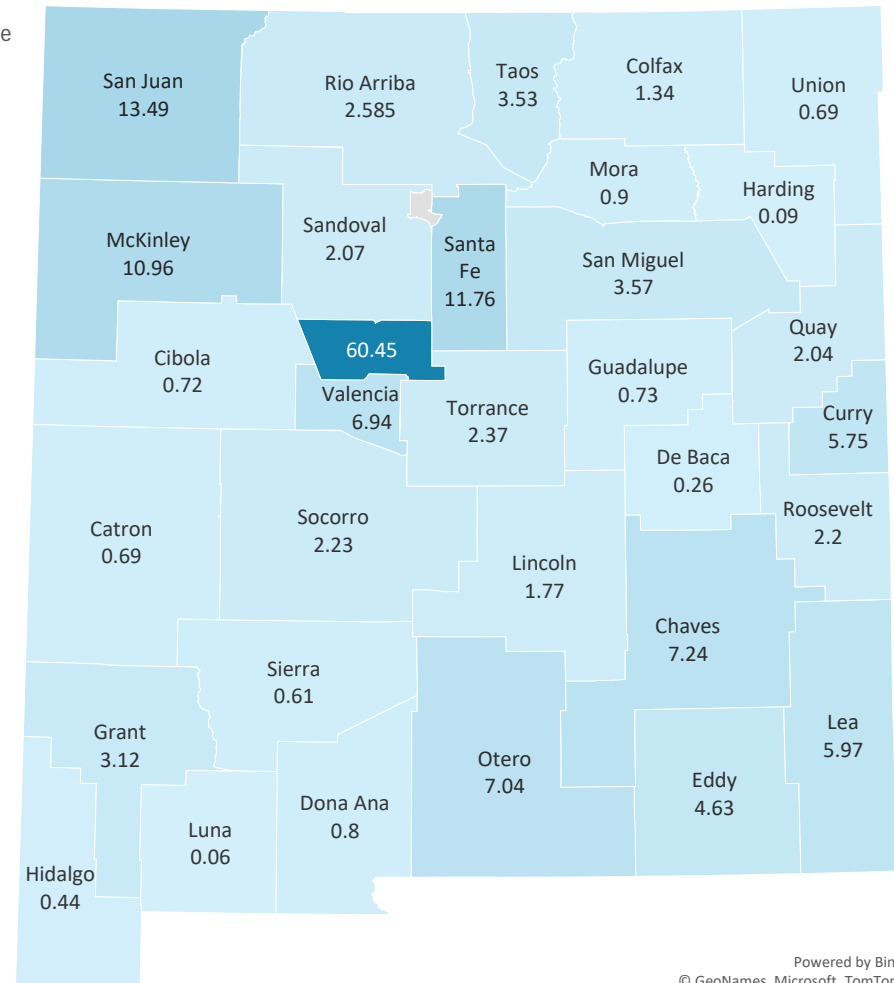 e
San Juan
13.49
Rio Arriba
2.585
Taos
3.53
Colfax
1.34
Union
0.69
Mora
0.9
Harding
0.09
McKinley
10.96
Sandoval
2.07
Santa
Fe
11.76
San Miguel
3.57
Quay
2.04
Cibola
0.72
60.45
Valencia
6.94
Torrance
2.37
Guadalupe
0.73
Curry
5.75
De Baca
0.26
Roosevelt
2.2
Catron
0.69
Socorro
2.23
Lincoln
1.77
Chaves
7.24
Sierra
0.61
Grant
3.12
Otero
7.04
Lea
5.97
Eddy
4.63
Dona Ana
0.8
Luna
0.06
Hidalgo
0.44
Powered by Bin
© GeoNames, Microsoft, TomTom